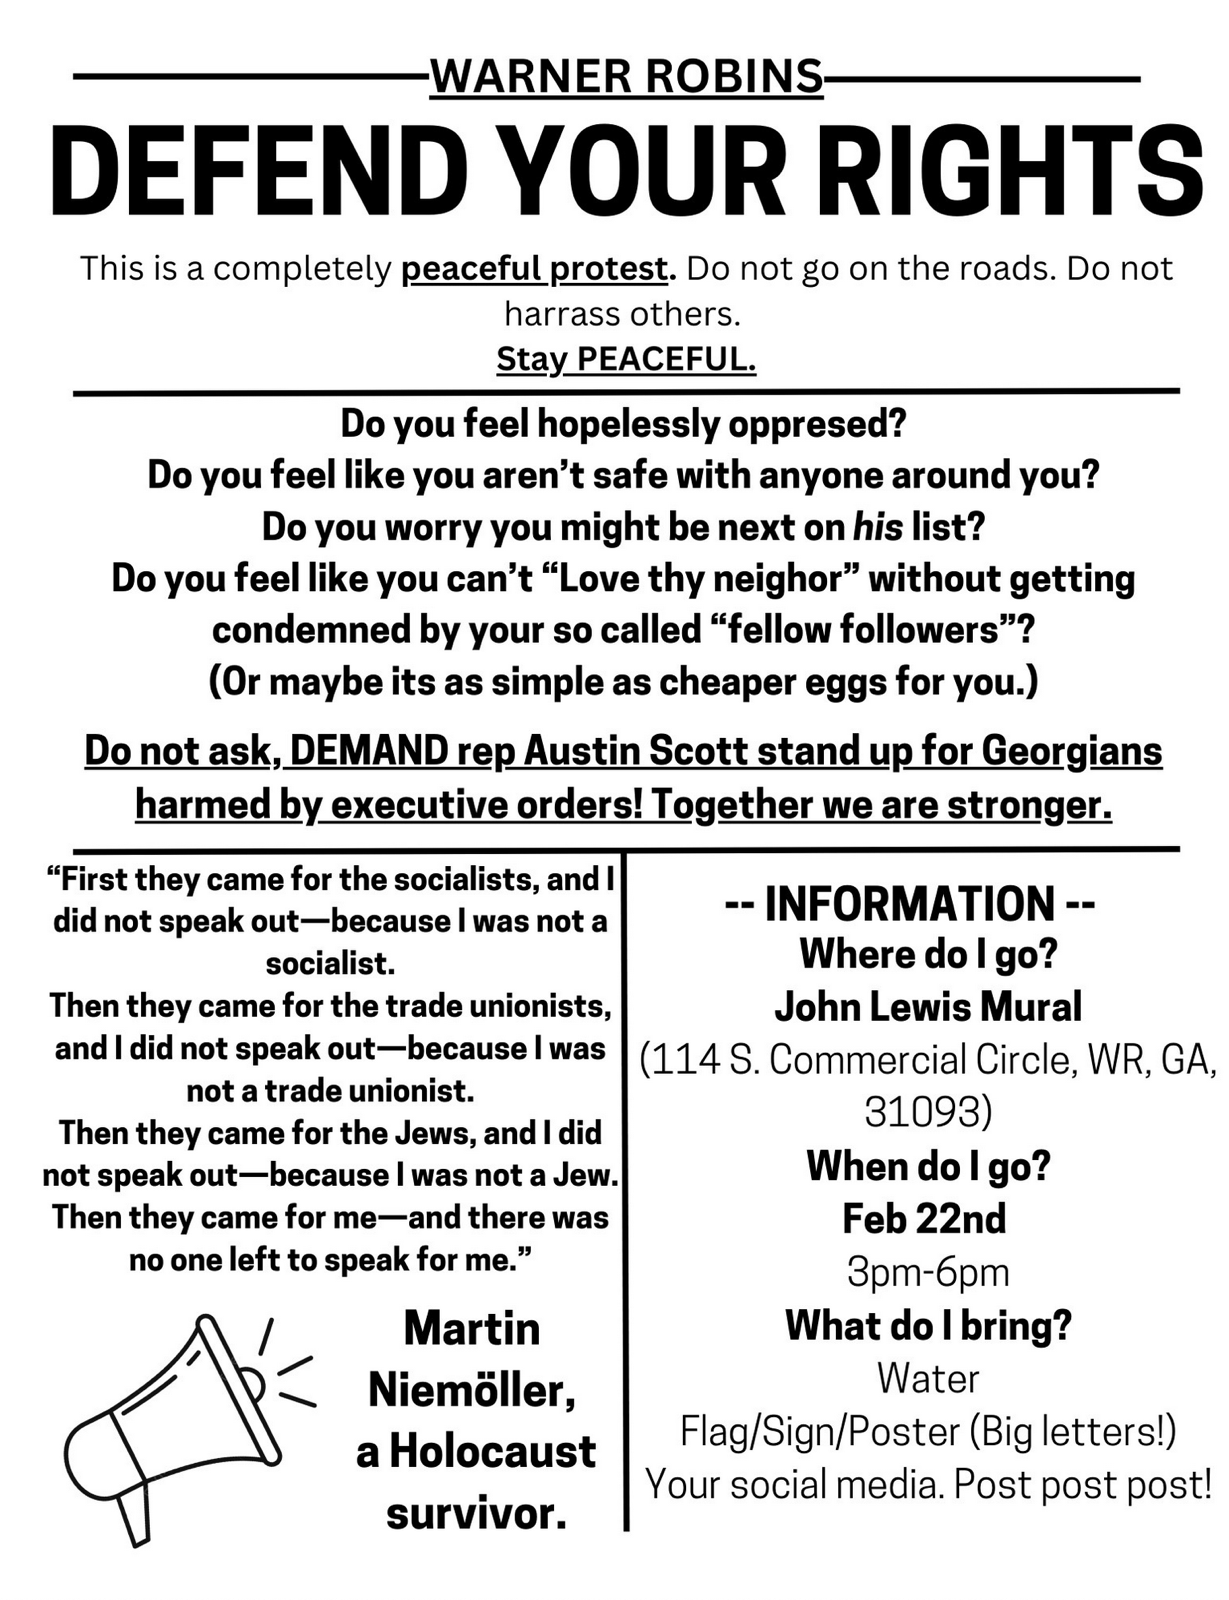 WARNER ROBINS
DEFEND YOUR RIGHTS
This is a completely peaceful protest. Do not go on the roads. Do not
harrass others.
Stay PEACEFUL.
Do you feel hopelessly oppresed?
Do you feel like you aren’t safe with anyone around you?
Do you worry you might be next on his list?
Do you feel like you can’t “Love thy neighor” without getting
condemned by your so called “fellow followers”?
(Or maybe its as simple as cheaper eggs for you.)
Do not ask, DEMAND rep Austin Scott stand up for Georgians
harmed by executive orders! Together we are stronger.
“First they came for the socialists, and I
did not speak out—because I was not a
socialist.
Then they came for the trade unionists,
and I did not speak out—because I was
not a trade unionist.
Then they came for the Jews, and I did
not speak out—because I was not a Jew.
Then they came for me—and there was
no one left to speak for me.”
Martin
Niemöller,
a Holocaust
survivor.
-- INFORMATION --
Where do I go?
John Lewis Mural
(114 S. Commercial Circle, WR, GA,
31093)
When do I go?
Feb 22nd
3pm-6pm
What do I bring?
Water
Flag/Sign/Poster (Big letters!)
Your social media. Post post post!